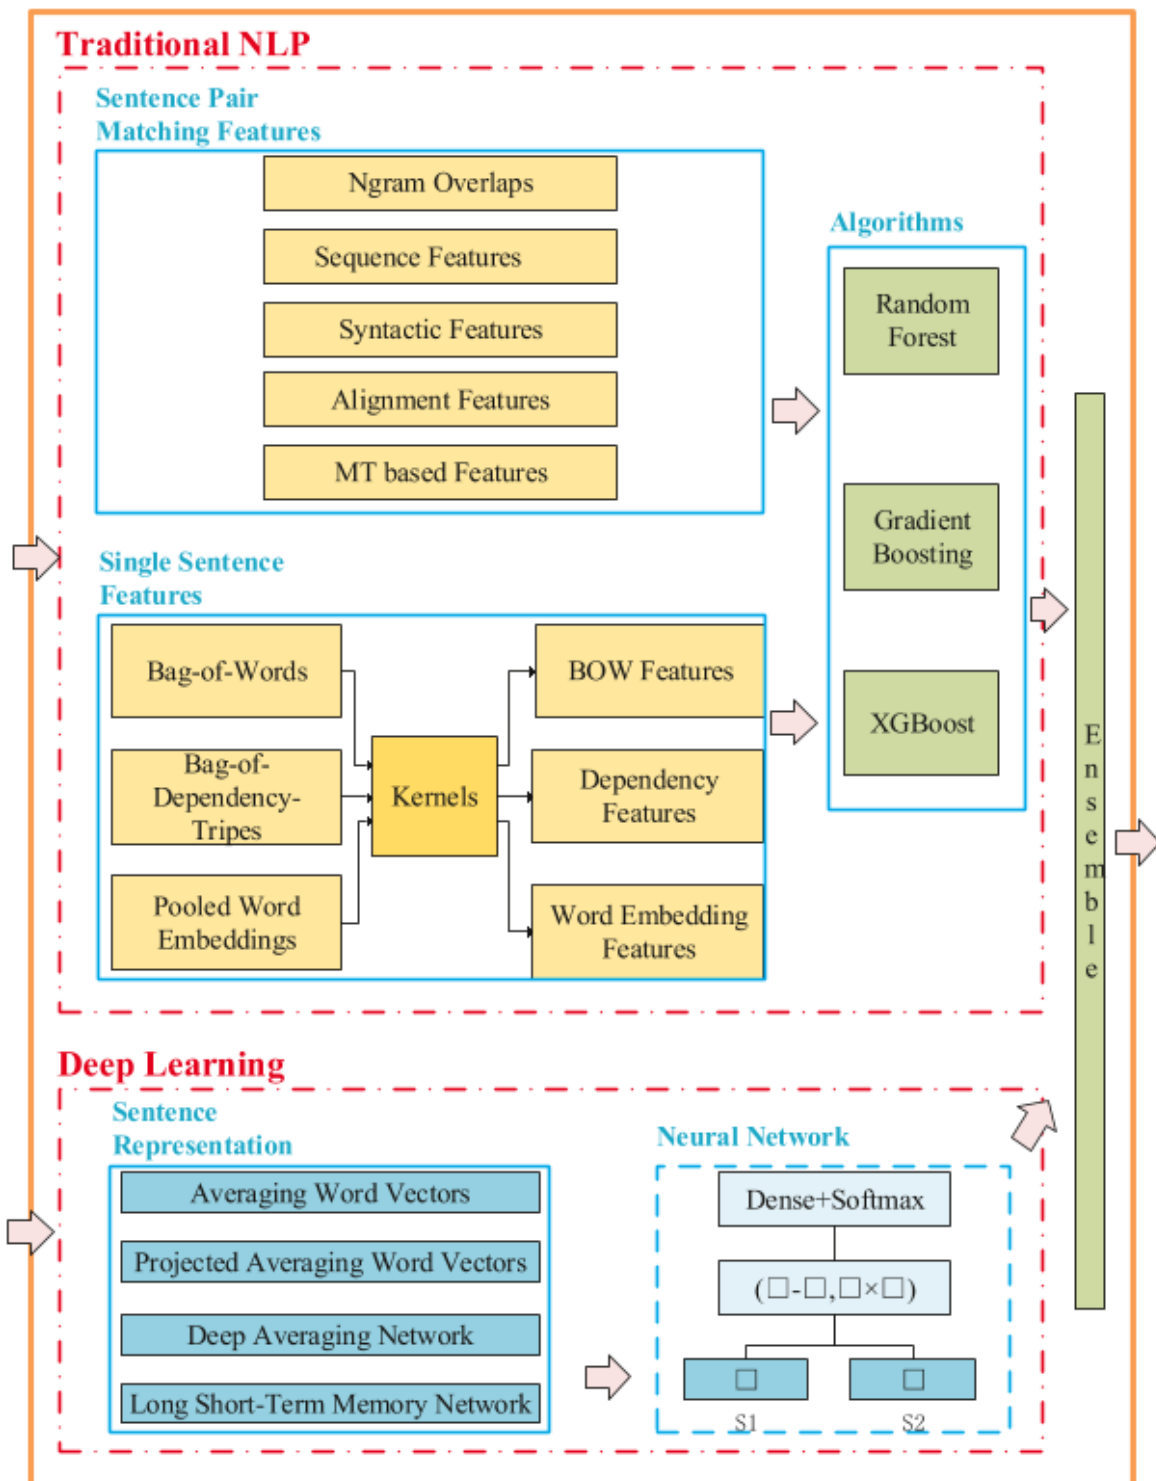 Traditional NLP
Sentence Pair
Matching Features
Ngram Overlaps
Sequence Features
Syntactic Features
Alignment Features
MT based Features
Algorithms
Random
Forest
Gradient
Boosting
XGBoost
Single Sentence
Features
Bag-of-Words
Bag-of-
Dependency-
Tripes
Pooled Word
Embeddings
Kernels
BOW Features
Dependency
Features
Word Embedding
Features
Ensemble
Deep Learning
Sentence
Representation
Averaging Word Vectors
Projected Averaging Word Vectors
Deep Averaging Network
Long Short-Term Memory Network
Neural Network
Dense+Softmax
(□-□,□×□)
□
□
S1
S2